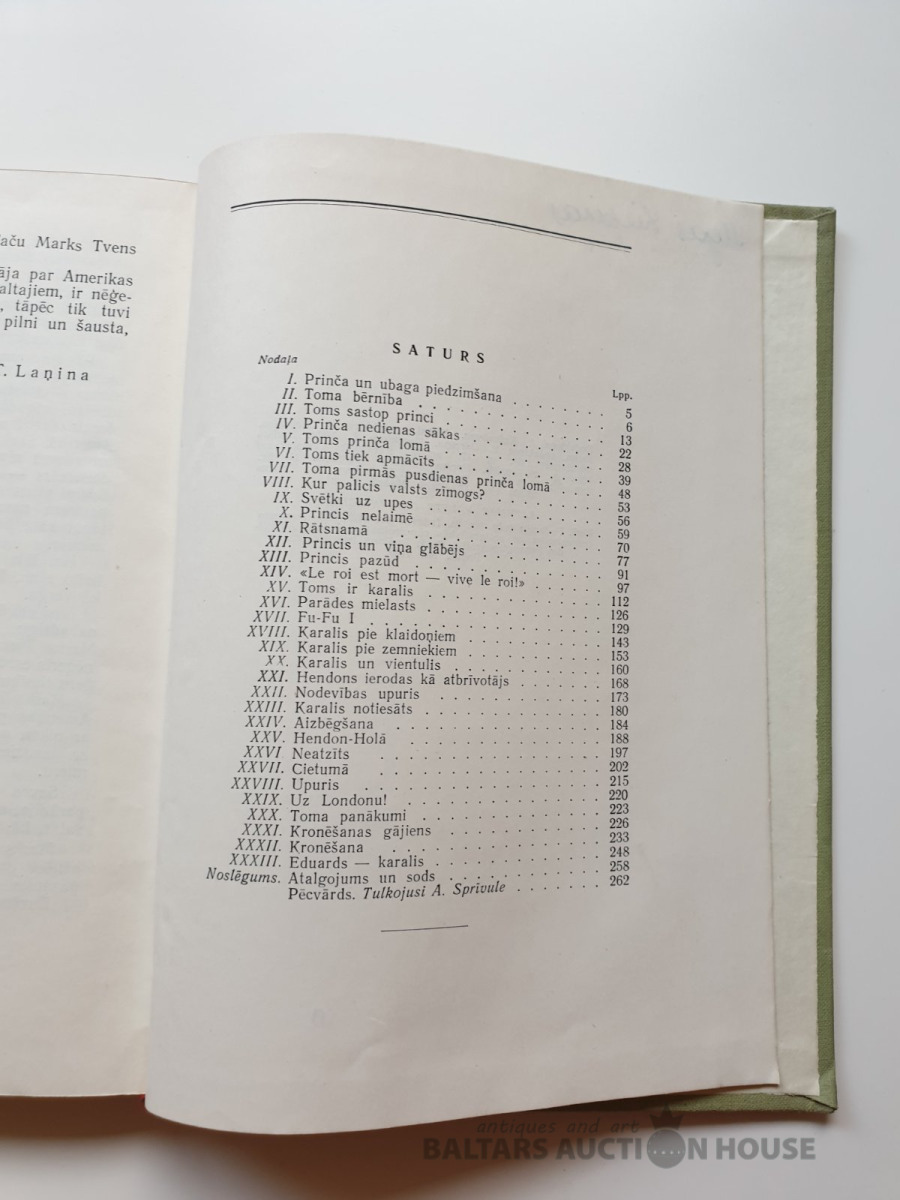 aču Marks Tvens
āja par Amerikas
altajiem, ir nēģe-
, tāpēc tik tuvi
pilni un šausta,
T. Laņina
SATURS
Nodaļa Lpp.
I. Prinča un ubaga piedzimšana . . . . . . . 5
II. Toma bērnība . . . . . . . . . . 6
III. Toms sastop princi . . . . . . . . . 13
IV. Prinča nedienas sākas . . . . . . . . 22
V. Toms prinča lomā . . . . . . . . . 28
VI. Toms tiek apmācīts . . . . . . . . . 39
VII. Toma pirmās pusdienas prinča lomā . . . . 48
VIII. Kur palicis valsts zīmogs? . . . . . . . 53
IX. Svētki uz upes . . . . . . . . . . 56
X. Princis nelaimē . . . . . . . . . . 59
XI. Rātsnamā . . . . . . . . . . . 70
XII. Princis un viņa glābējs . . . . . . . . 77
XIII. Princis pazūd . . . . . . . . . . 91
XIV. «Le roi est mort — vive le roi!» . . . . . 97
XV. Toms ir karalis . . . . . . . . . . 112
XVI. Parādes mielasts . . . . . . . . . . 126
XVII. Fu-Fu I . . . . . . . . . . . . 129
XVIII. Karalis pie klaidoņiem . . . . . . . . 143
XIX. Karalis pie zemniekiem . . . . . . . . 153
XX. Karalis un vientulis . . . . . . . . . 160
XXI. Hendons ierodas kā atbrīvotājs . . . . . . 168
XXII. Nodevības upuris . . . . . . . . . 173
XXIII. Karalis notiesāts . . . . . . . . . . 180
XXIV. Aizbēgšana . . . . . . . . . . . 184
XXV. Hendon-Holā . . . . . . . . . . 188
XXVI Neatzīts . . . . . . . . . . . 197
XXVII. Cietumā . . . . . . . . . . . 202
XXVIII. Upuris . . . . . . . . . . . . 215
XXIX. Uz Londonu! . . . . . . . . . . 220
XXX. Toma panākumi . . . . . . . . . 223
XXXI. Kronēšanas gājiens . . . . . . . . . 226
XXXII. Kronēšana . . . . . . . . . . . 233
XXXIII. Eduards — karalis . . . . . . . . . 248
Noslēgums. Atalgojums un sods . . . . . . . . 258
Pēcvārds. Tulkojusi A. Sprivule . . . . . . 262
antiques and art
BALTARS AUCTION HOUSE